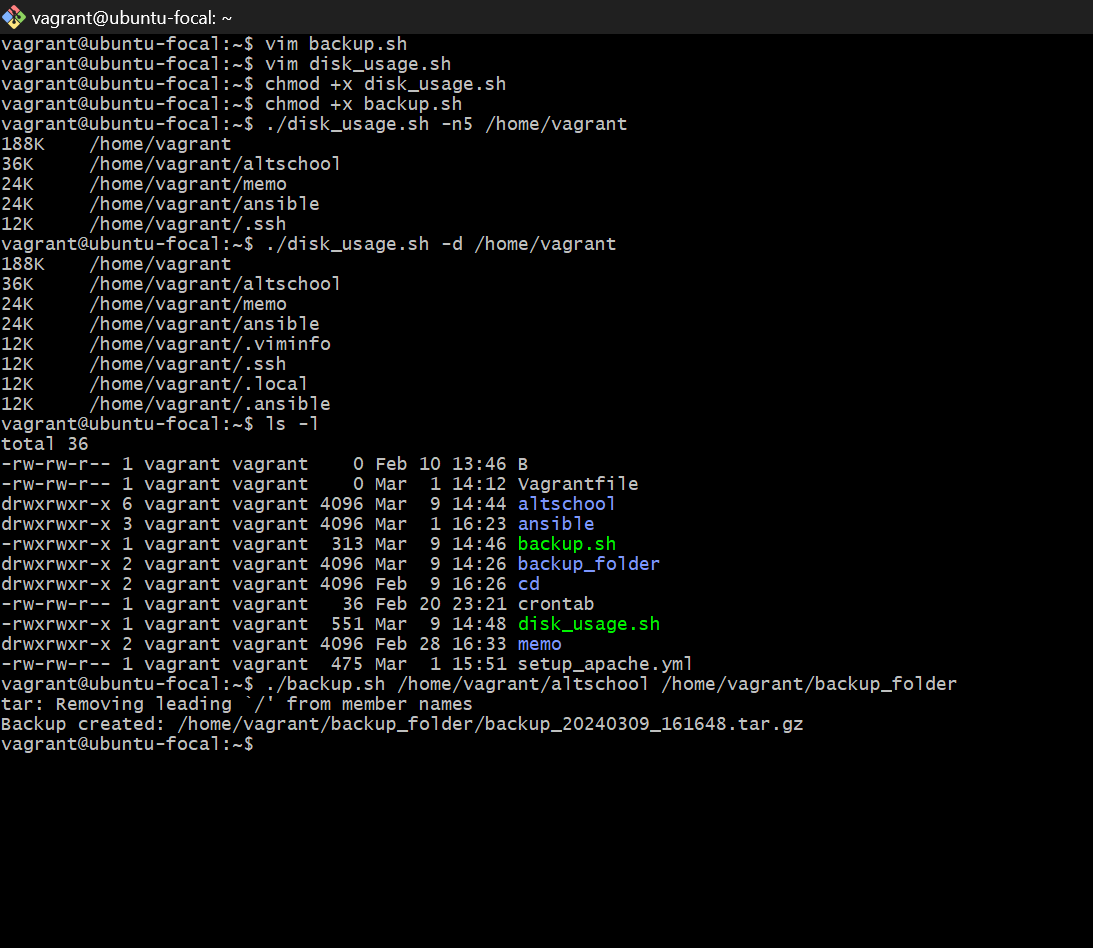 vagrant@ubuntu-focal: ~
vagrant@ubuntu-focal:~$ vim backup.sh
vagrant@ubuntu-focal:~$ vim disk_usage.sh
vagrant@ubuntu-focal:~$ chmod +x disk_usage.sh
vagrant@ubuntu-focal:~$ chmod +x backup.sh
vagrant@ubuntu-focal:~$ ./disk_usage.sh -n5 /home/vagrant
188K    /home/vagrant
36K     /home/vagrant/altschool
24K     /home/vagrant/memo
24K     /home/vagrant/ansible
12K     /home/vagrant/.ssh
vagrant@ubuntu-focal:~$ ./disk_usage.sh -d /home/vagrant
188K    /home/vagrant
36K     /home/vagrant/altschool
24K     /home/vagrant/memo
24K     /home/vagrant/ansible
12K     /home/vagrant/.viminfo
12K     /home/vagrant/.ssh
12K     /home/vagrant/.local
12K     /home/vagrant/.ansible
vagrant@ubuntu-focal:~$ ls -l
total 36
-rw-rw-r-- 1 vagrant vagrant    0 Feb 10 13:46 B
-rw-rw-r-- 1 vagrant vagrant    0 Mar  1 14:12 Vagrantfile
drwxrwxr-x 6 vagrant vagrant 4096 Mar  9 14:44 altschool
drwxrwxr-x 3 vagrant vagrant 4096 Mar  1 16:23 ansible
-rwxrwxr-x 1 vagrant vagrant  313 Mar  9 14:46 backup.sh
drwxrwxr-x 2 vagrant vagrant 4096 Mar  9 14:26 backup_folder
drwxrwxr-x 2 vagrant vagrant 4096 Feb  9 16:26 cd
-rw-rw-r-- 1 vagrant vagrant   36 Feb 20 23:21 crontab
-rwxrwxr-x 1 vagrant vagrant  551 Mar  9 14:48 disk_usage.sh
drwxrwxr-x 2 vagrant vagrant 4096 Feb 28 16:33 memo
-rw-rw-r-- 1 vagrant vagrant  475 Mar  1 15:51 setup_apache.yml
vagrant@ubuntu-focal:~$ ./backup.sh /home/vagrant/altschool /home/vagrant/backup_folder
tar: Removing leading `/' from member names
Backup created: /home/vagrant/backup_folder/backup_20240309_161648.tar.gz
vagrant@ubuntu-focal:~$